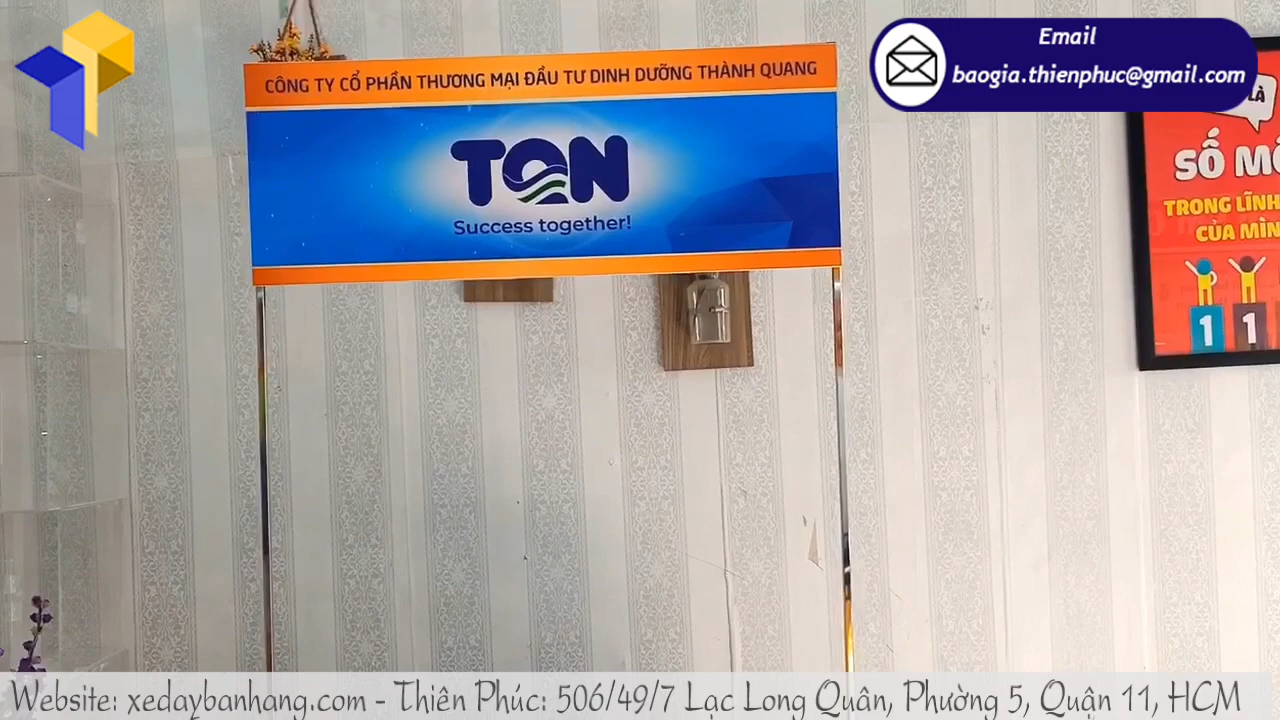 Email
baogia.thienphuc@gmail.com
CÔNG TY CỔ PHẦN THƯƠNG MẠI ĐẦU TƯ DINH DƯỠNG THÀNH QUANG
TQN
Success together!
LÀ
SỐ
TRONG LĨNH
CỦA MÌN
1 1
Website: xedaybanhang.com - Thiên Phúc: 506/49/7 Lạc Long Quân, Phường 5, Quận 11, HCM